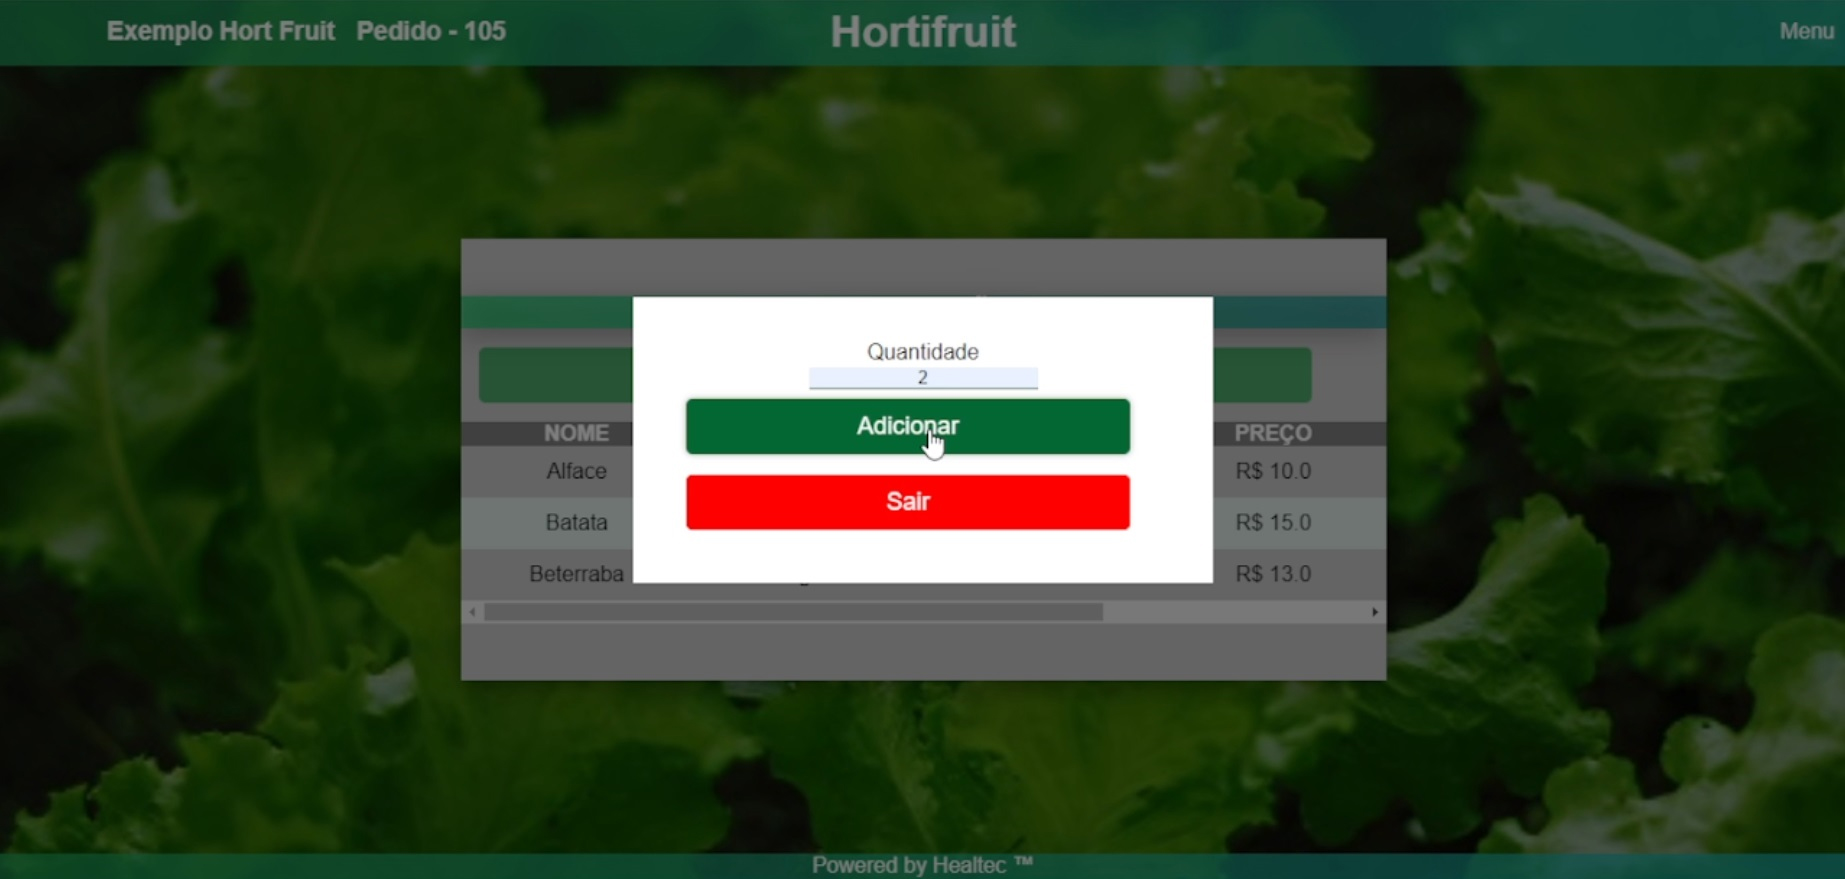 Exemplo Hort Fruit Pedido - 105 Hortifruit Menu
Quantidade
2
Adicionar
Sair
NOME PREÇO
Alface R$ 10.0
Batata R$ 15.0
Beterraba R$ 13.0
Powered by Healtec ™